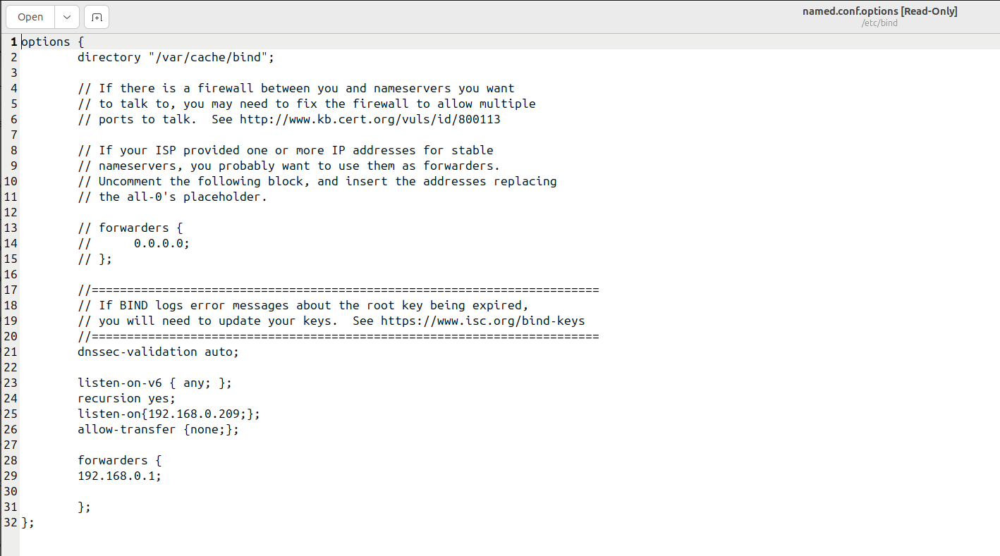 Open
named.conf.options [Read-Only]
/etc/bind
1 options {
2 directory "/var/cache/bind";
3
4 // If there is a firewall between you and nameservers you want
5 // to talk to, you may need to fix the firewall to allow multiple
6 // ports to talk.  See http://www.kb.cert.org/vuls/id/800113
7
8 // If your ISP provided one or more IP addresses for stable
9 // nameservers, you probably want to use them as forwarders.
10 // Uncomment the following block, and insert the addresses replacing
11 // the all-0's placeholder.
12
13 // forwarders {
14 //      0.0.0.0;
15 // };
16
17 //========================================================================
18 // If BIND logs error messages about the root key being expired,
19 // you will need to update your keys.  See https://www.isc.org/bind-keys
20 //========================================================================
21 dnssec-validation auto;
22
23 listen-on-v6 { any; };
24 recursion yes;
25 listen-on{192.168.0.209;};
26 allow-transfer {none;};
27
28 forwarders {
29 192.168.0.1;
30
31 };
32 };